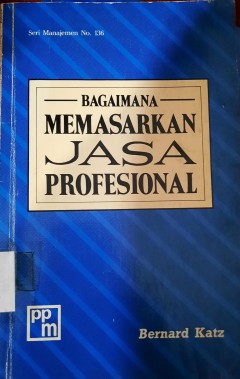 Seri Manajemen No. 136
BAGAIMANA
MEMASARKAN
JASA
PROFESIONAL
ppm
Bernard Katz